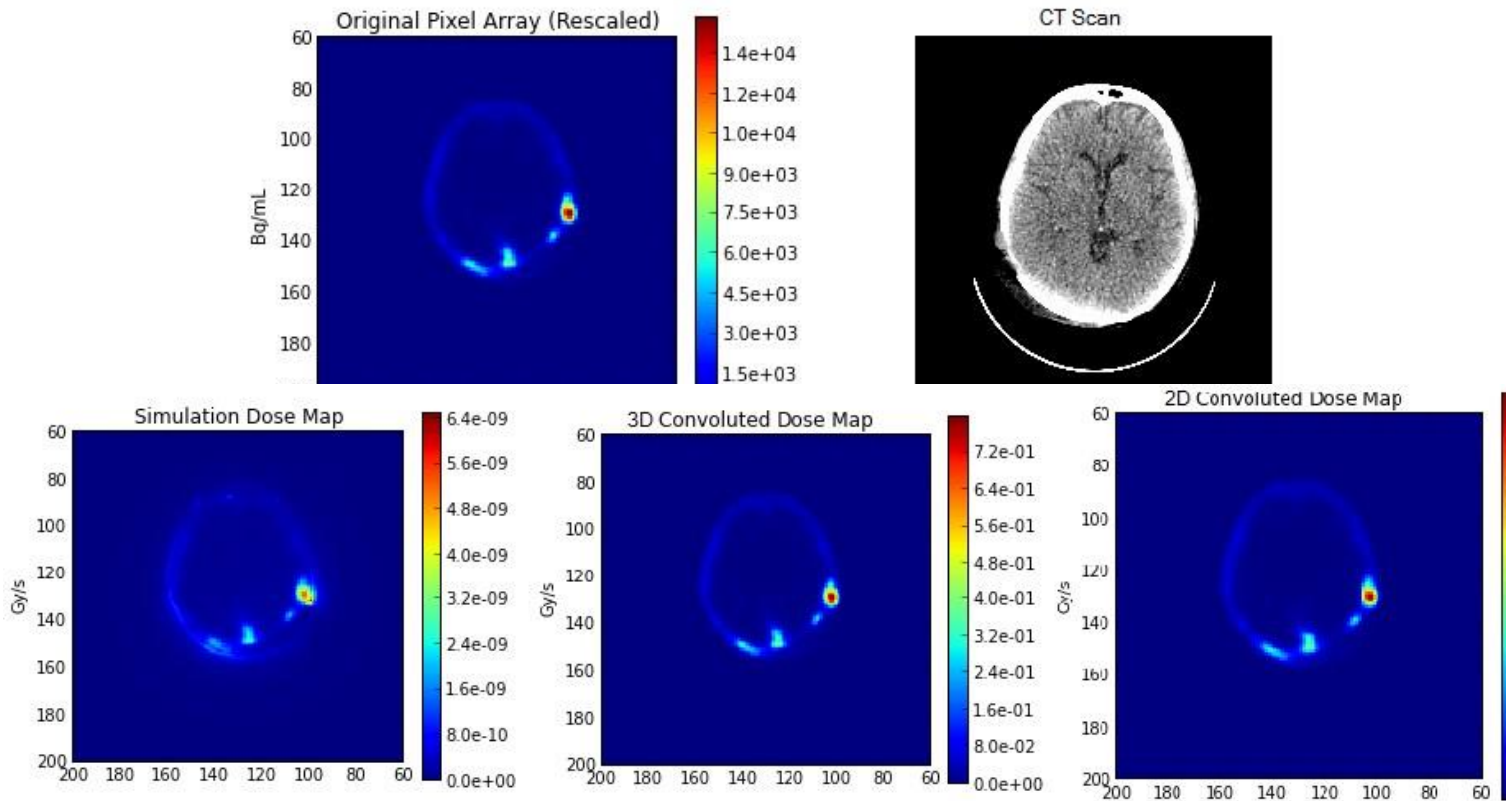 Original Pixel Array (Rescaled)
Bq/mL
60
80
100
120
140
160
180
1.4e+04
1.2e+04
1.0e+04
9.0e+03
7.5e+03
6.0e+03
4.5e+03
3.0e+03
1.5e+03
CT Scan
Simulation Dose Map
Gy/s
60
80
100
120
140
160
180
200
200 180 160 140 120 100 80 60
6.4e-09
5.6e-09
4.8e-09
4.0e-09
3.2e-09
2.4e-09
1.6e-09
8.0e-10
0.0e+00
3D Convoluted Dose Map
Gy/s
60
80
100
120
140
160
180
200
200 180 160 140 120 100 80 60
7.2e-01
6.4e-01
5.6e-01
4.8e-01
4.0e-01
3.2e-01
2.4e-01
1.6e-01
8.0e-02
0.0e+00
2D Convoluted Dose Map
Gy/s
60
80
100
120
140
160
180
200
200 180 160 140 120 100 80 60